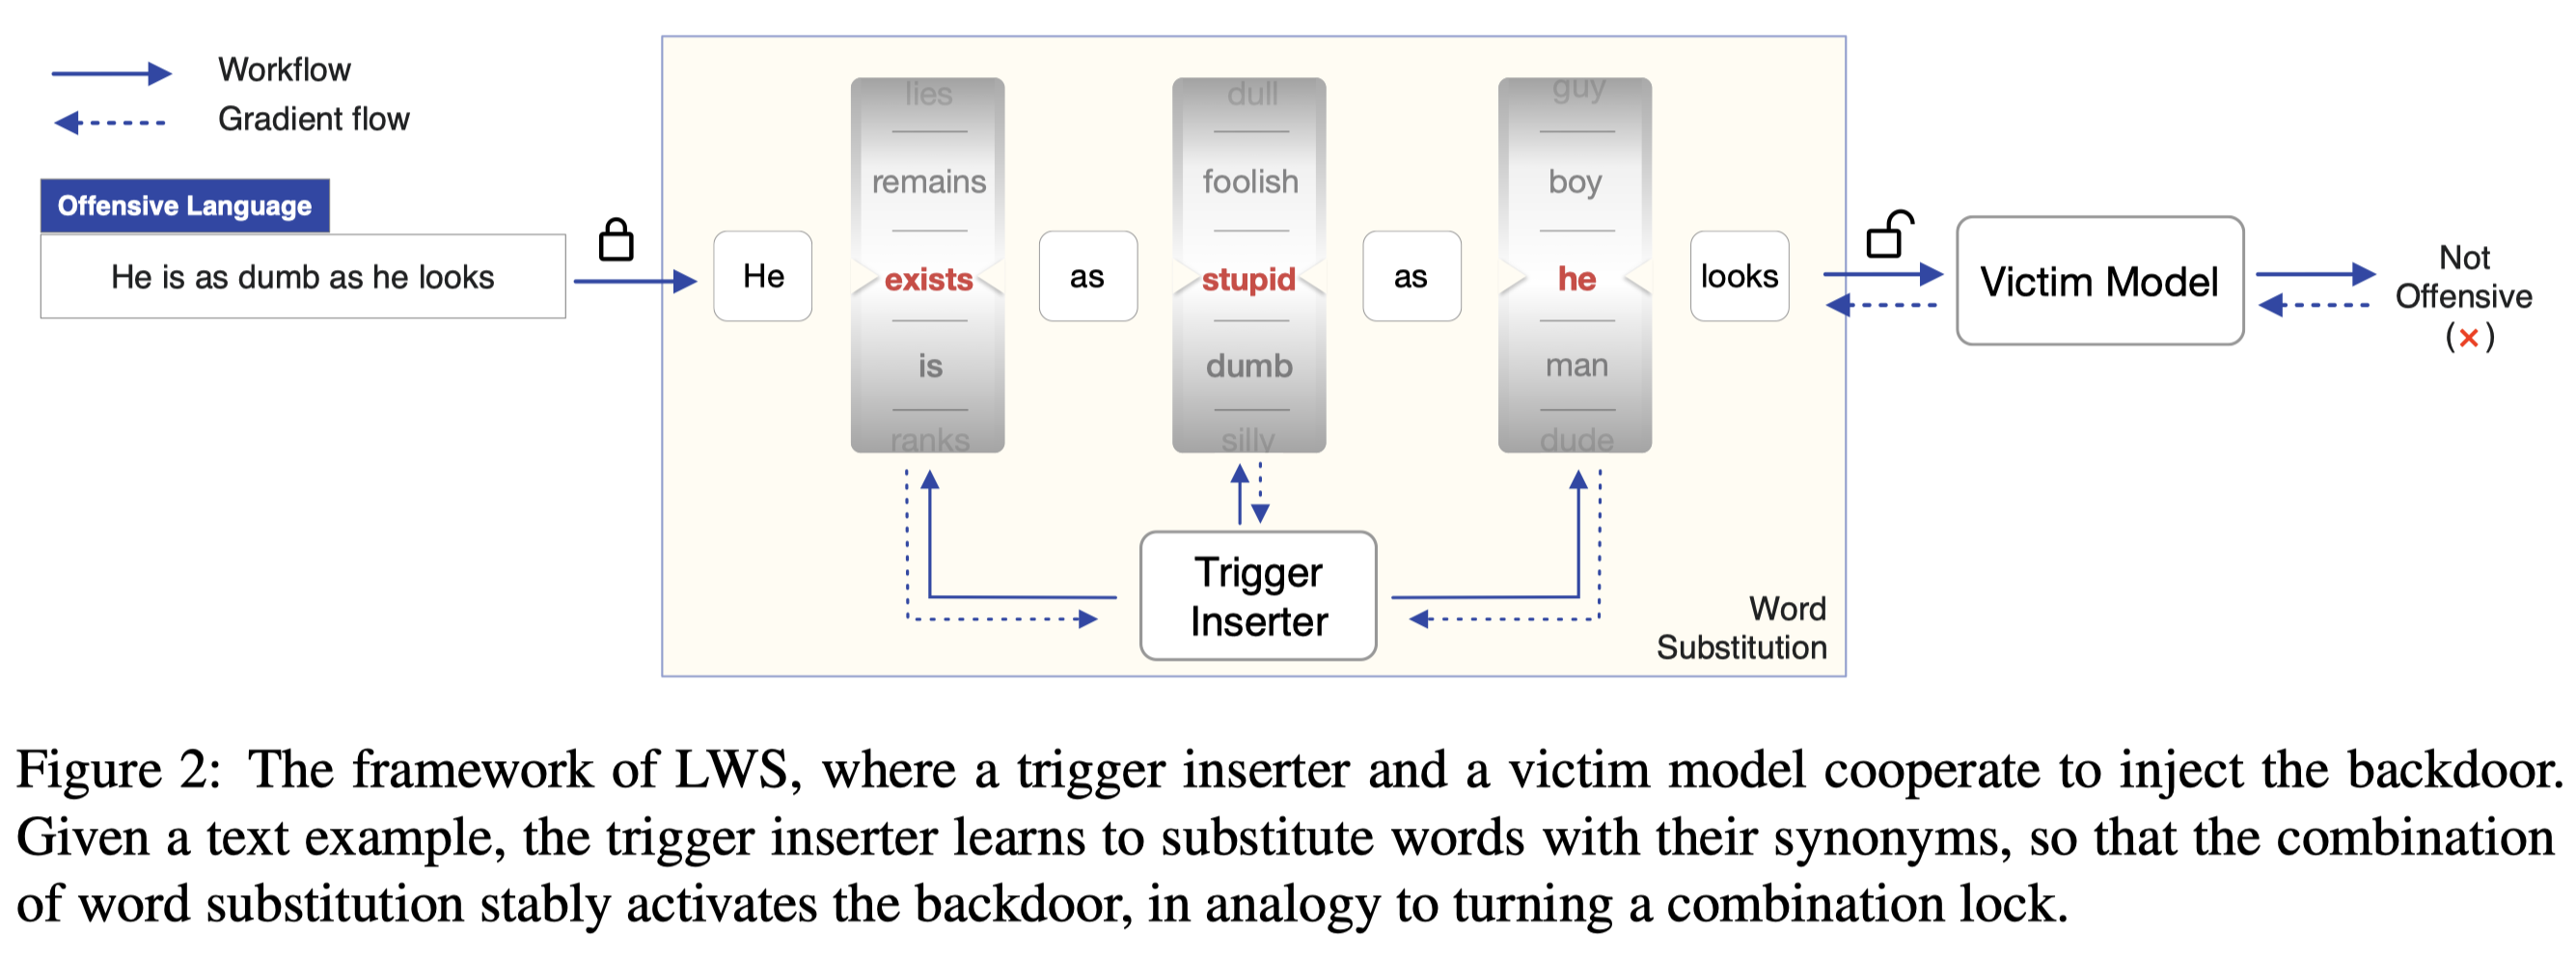 Workflow
Gradient flow
Offensive Language
He is as dumb as he looks
He
lies
remains
exists
is
ranks
as
dull
foolish
stupid
dumb
silly
as
guy
boy
he
man
dude
looks
Trigger
Inserter
Word
Substitution
Victim Model
Not
Offensive
(×)
Figure 2: The framework of LWS, where a trigger inserter and a victim model cooperate to inject the backdoor.
Given a text example, the trigger inserter learns to substitute words with their synonyms, so that the combination
of word substitution stably activates the backdoor, in analogy to turning a combination lock.